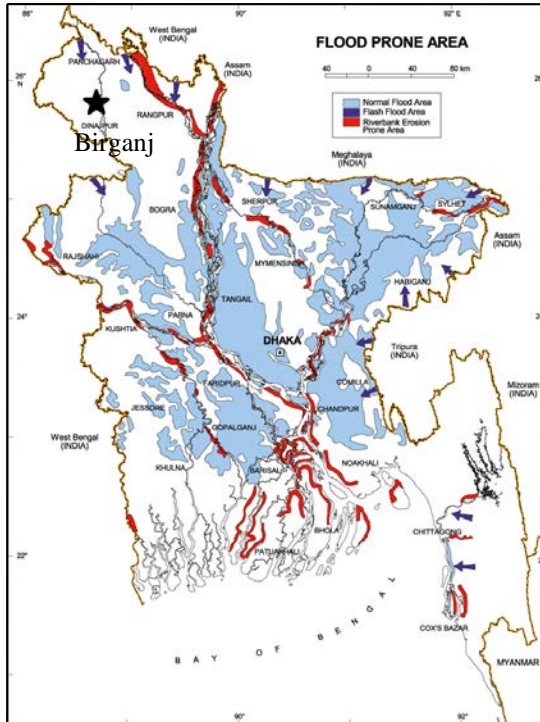 88
90
92 E
West Bengal
(INDIA)
PANCHAGARH
Assam
(INDIA)
FLOOD PRONE AREA
40 0 40 80 km
26
N
RANGPUR
DINAJPUR
Birganj
Normal Flood Area
Flash Flood Area
Riverbank Erosion
Prone Area
Meghalaya
(INDIA)
SHERPUR
SUNAMGANJ
SYLHET
BOGRA
Assam
(INDIA)
RAJSHAHI
MYMENSINGH
HABIGANJ
TANGAIL
24
PABNA
KUSHTIA
DHAKA
Tripura
(INDIA)
Mizoram
(INDIA)
FARIDPUR
COMILLA
JESSORE
CHANDPUR
West Bengal
(INDIA)
GOPALGANJ
KHULNA
BARISAL
NOAKHALI
22
BHOLA
PATUAKHALI
CHITTAGONG
COX'S BAZAR
BAY OF BENGAL
MYANMAR
90
92